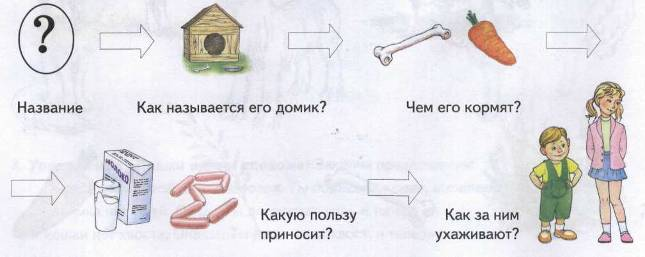 ?
Название
Как называется его домик?
Чем его кормят?
МОЛОКО
Какую пользу
приносит?
Как за ним
ухаживают?